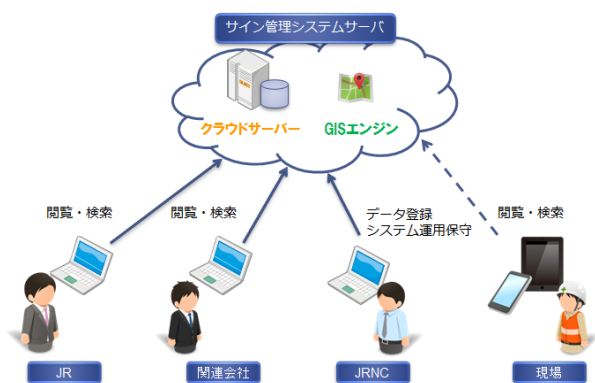 サイン管理システムサーバ
クラウドサーバー
GISエンジン
閲覧・検索
閲覧・検索
データ登録
システム運用保守
閲覧・検索
JR
関連会社
JRNC
現場